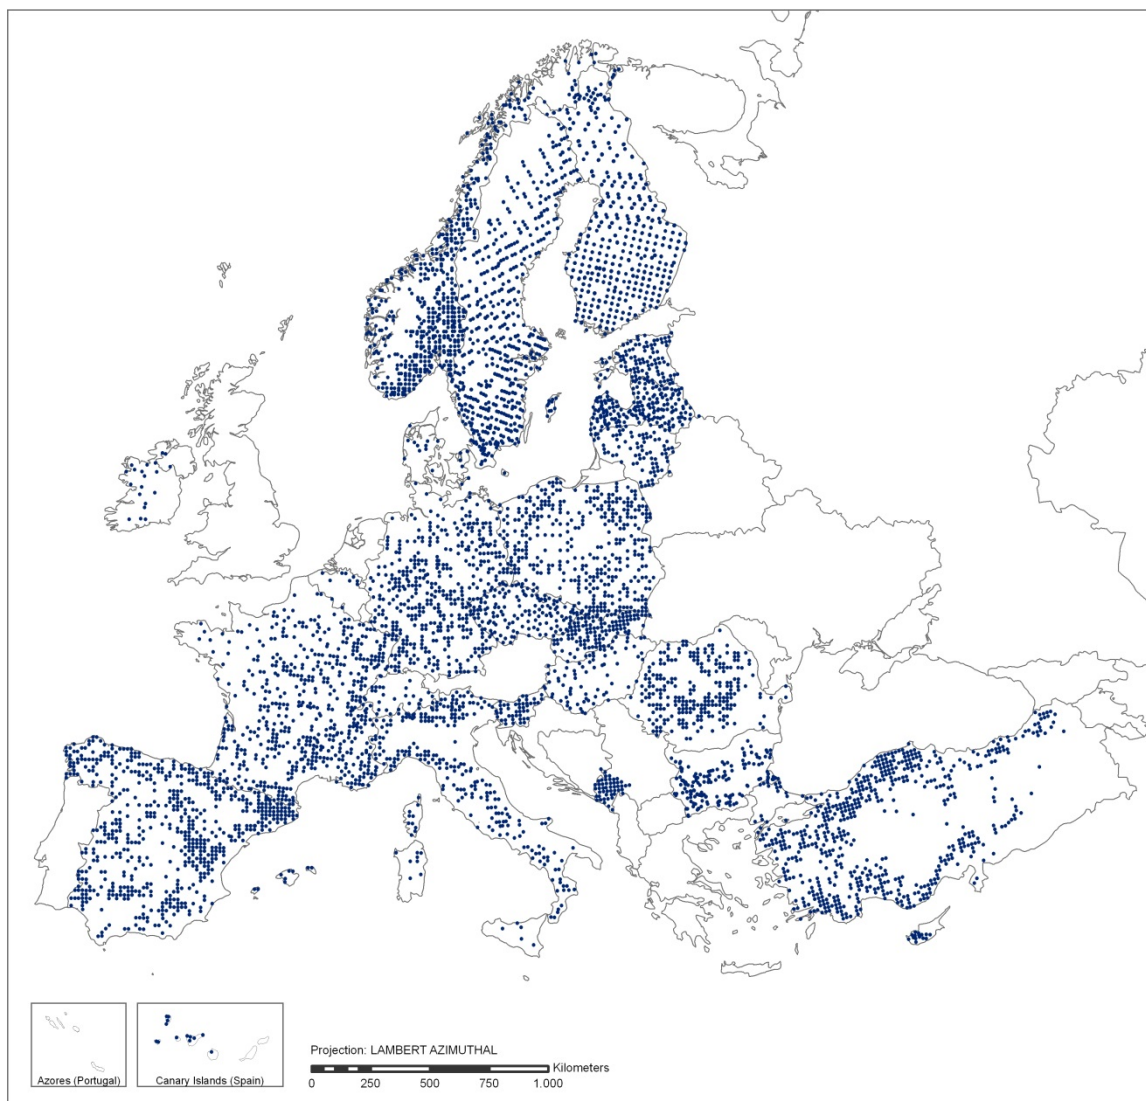 Projection: LAMBERT AZIMUTHAL
Kilometers
0 250 500 750 1.000
Azores (Portugal)
Canary Islands (Spain)